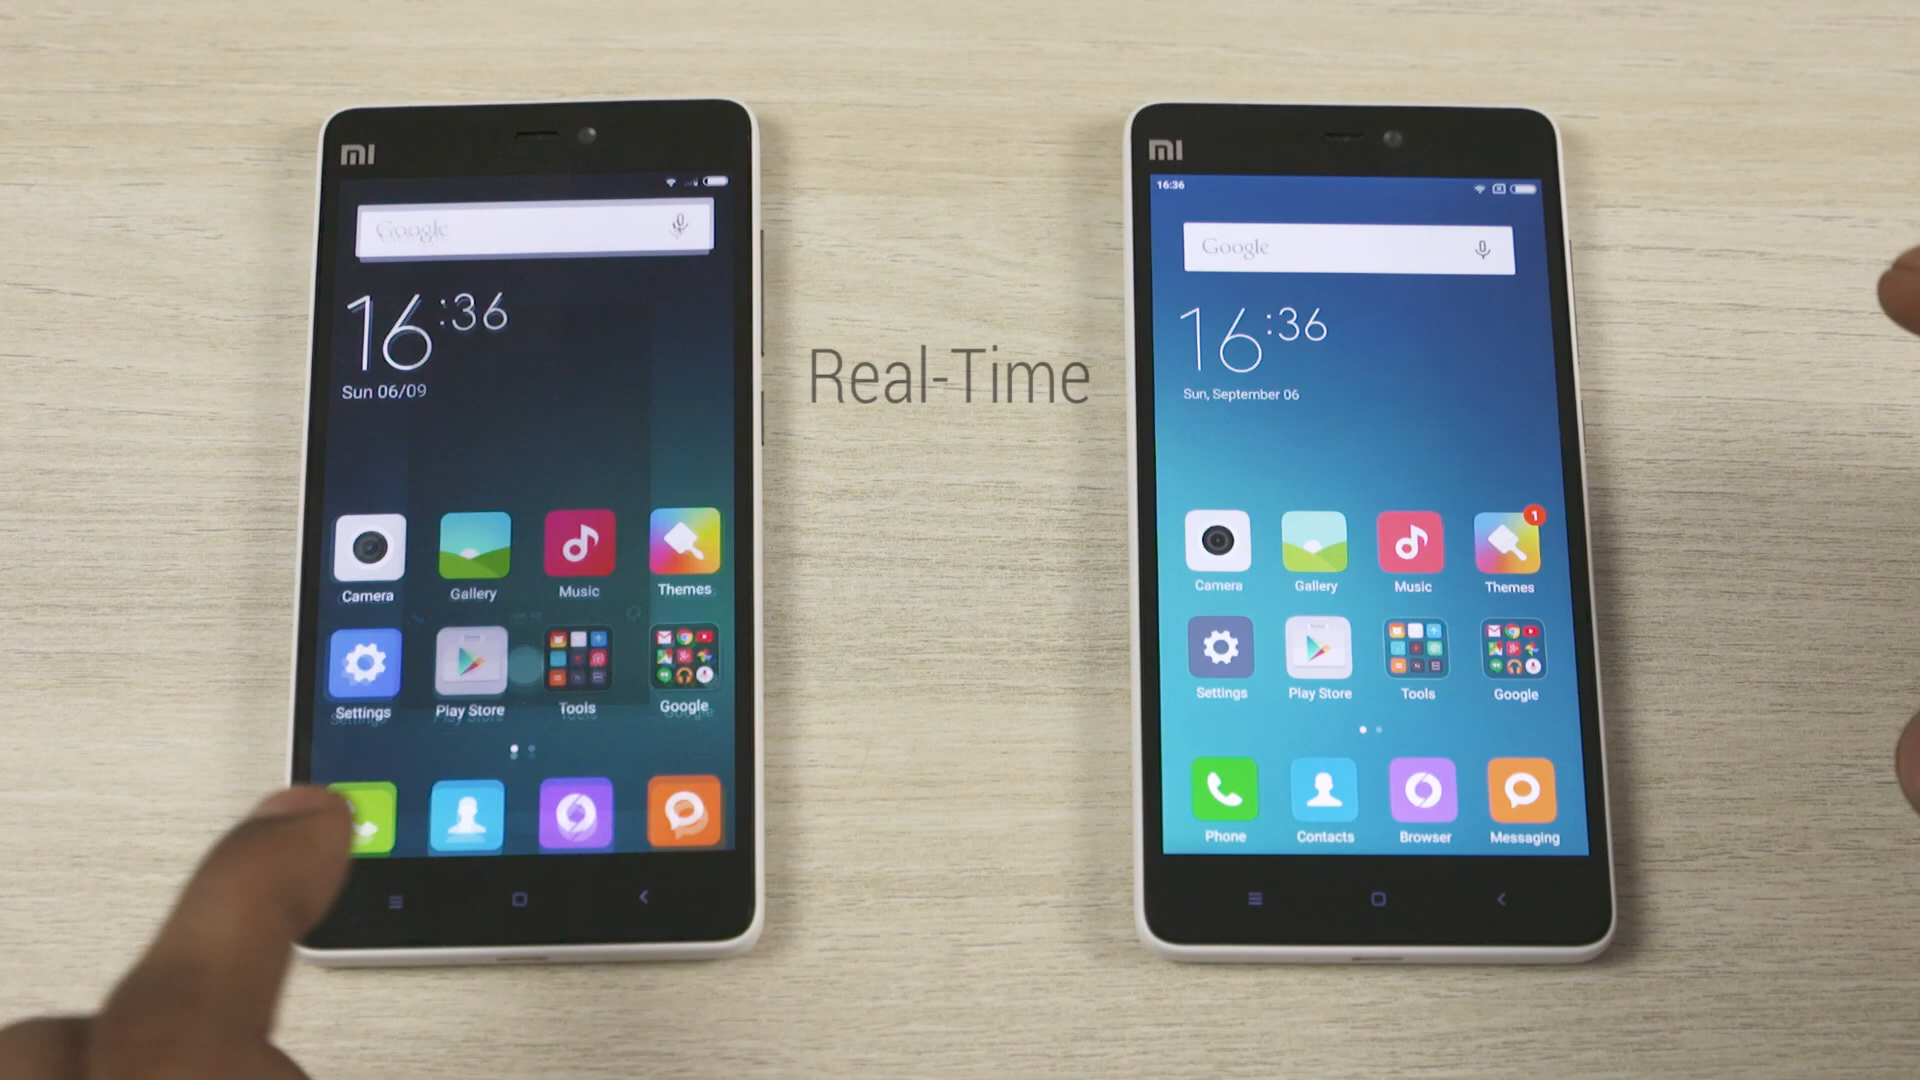 MI
Google
16:36
Sun 06/09
Camera
Gallery
Music
Themes
Settings
Play Store
Tools
Google
Real-Time
MI
16:36
Google
16:36
Sun, September 06
1
Camera
Gallery
Music
Themes
Settings
Play Store
Tools
Google
Phone
Contacts
Browser
Messaging